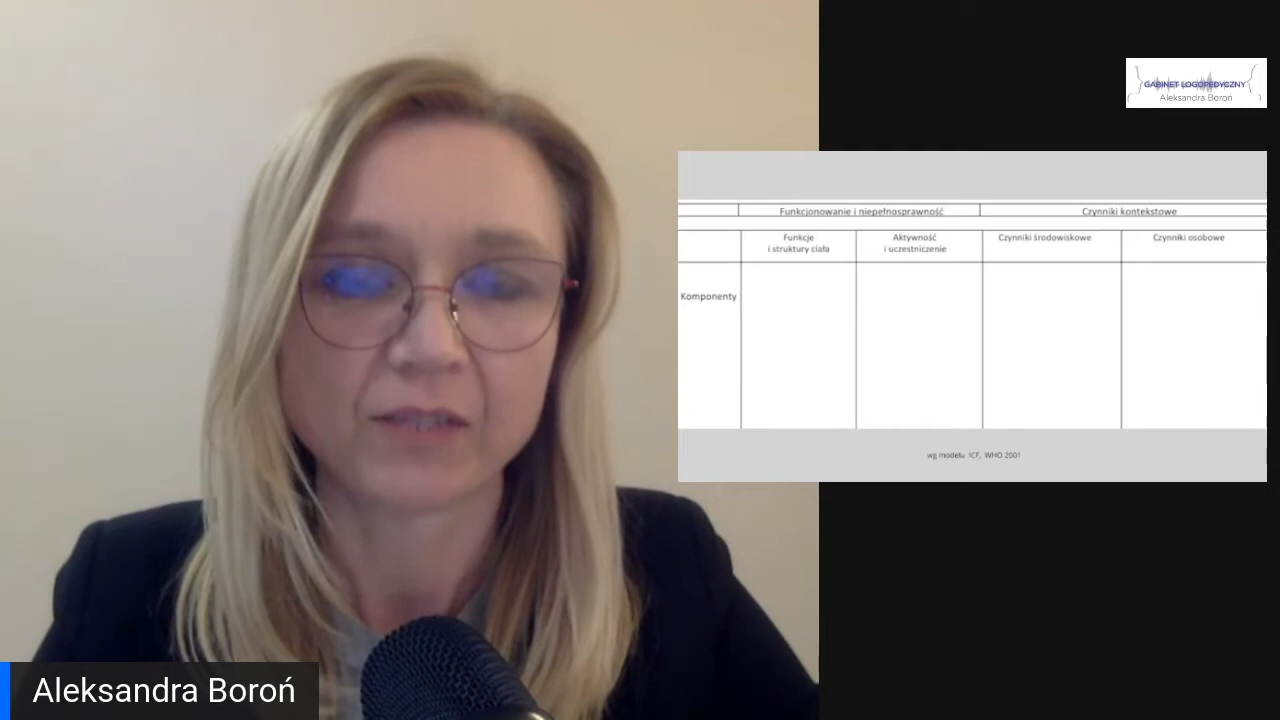 GABINET LOGOPEDYCZNY
Aleksandra Boroń
Funkcjonowanie i niepełnosprawność
Czynniki kontekstowe
Funkcje
i struktury ciała
Aktywność
i uczestniczenie
Czynniki środowiskowe
Czynniki osobowe
Komponenty
wg modelu ICF, WHO 2001
Aleksandra Boroń